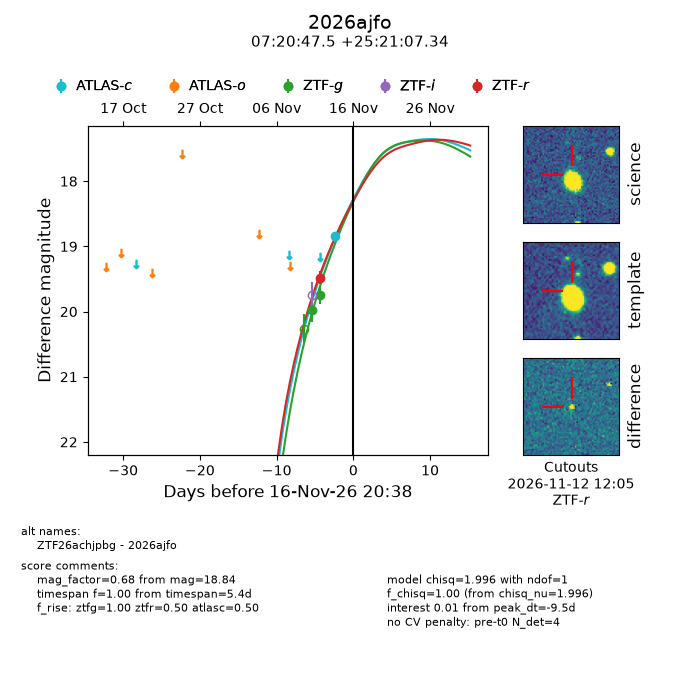 2026ajfo
07:20:47.5 +25:21:07.34
ATLAS-c ATLAS-o ZTF-g ZTF-i ZTF-r
17 Oct 27 Oct 06 Nov 16 Nov 26 Nov
18
19
20
21
22
Difference magnitude
−30 −20 −10 0 10
Days before 16-Nov-26 20:38
science
template
difference
Cutouts
2026-11-12 12:05
ZTF-r
alt names:
ZTF26achjpbg - 2026ajfo
score comments:
mag_factor=0.68 from mag=18.84
timespan f=1.00 from timespan=5.4d
f_rise: ztfg=1.00 ztfr=0.50 atlasc=0.50
model chisq=1.996 with ndof=1
f_chisq=1.00 (from chisq_nu=1.996)
interest 0.01 from peak_dt=-9.5d
no CV penalty: pre-t0 N_det=4